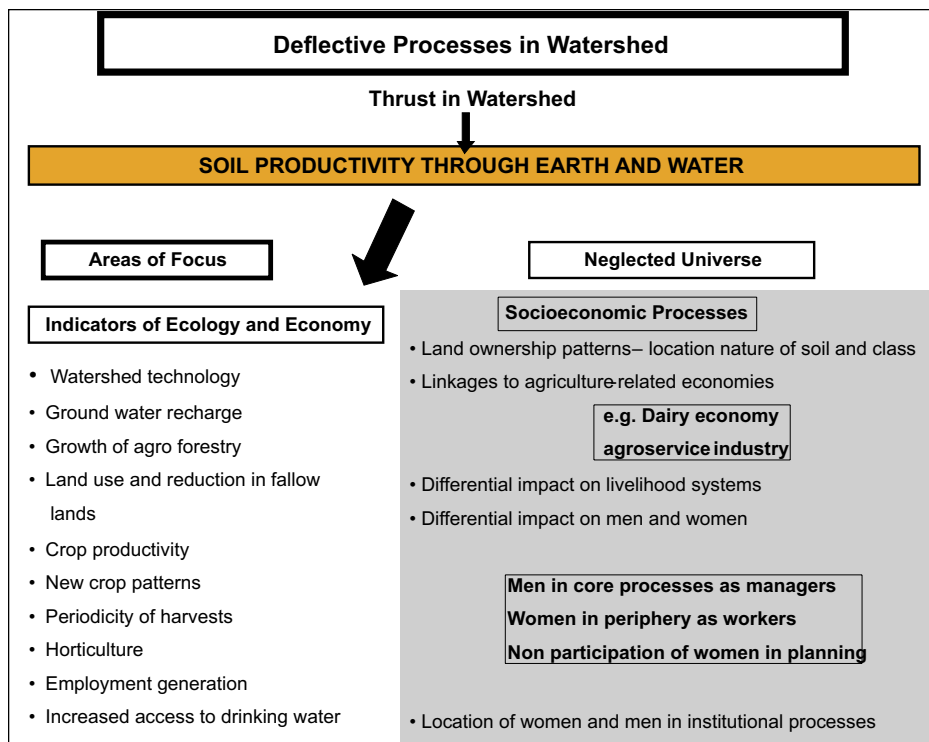 Deflective Processes in Watershed
Thrust in Watershed
SOIL PRODUCTIVITY THROUGH EARTH AND WATER
Areas of Focus
Indicators of Ecology and Economy
• Watershed technology
• Ground water recharge
• Growth of agro forestry
• Land use and reduction in fallow
lands
• Crop productivity
• New crop patterns
• Periodicity of harvests
• Horticulture
• Employment generation
• Increased access to drinking water
Neglected Universe
Socioeconomic Processes
• Land ownership patterns– location nature of soil and class
• Linkages to agriculture-related economies
e.g. Dairy economy
agroservice industry
• Differential impact on livelihood systems
• Differential impact on men and women
Men in core processes as managers
Women in periphery as workers
Non participation of women in planning
• Location of women and men in institutional processes